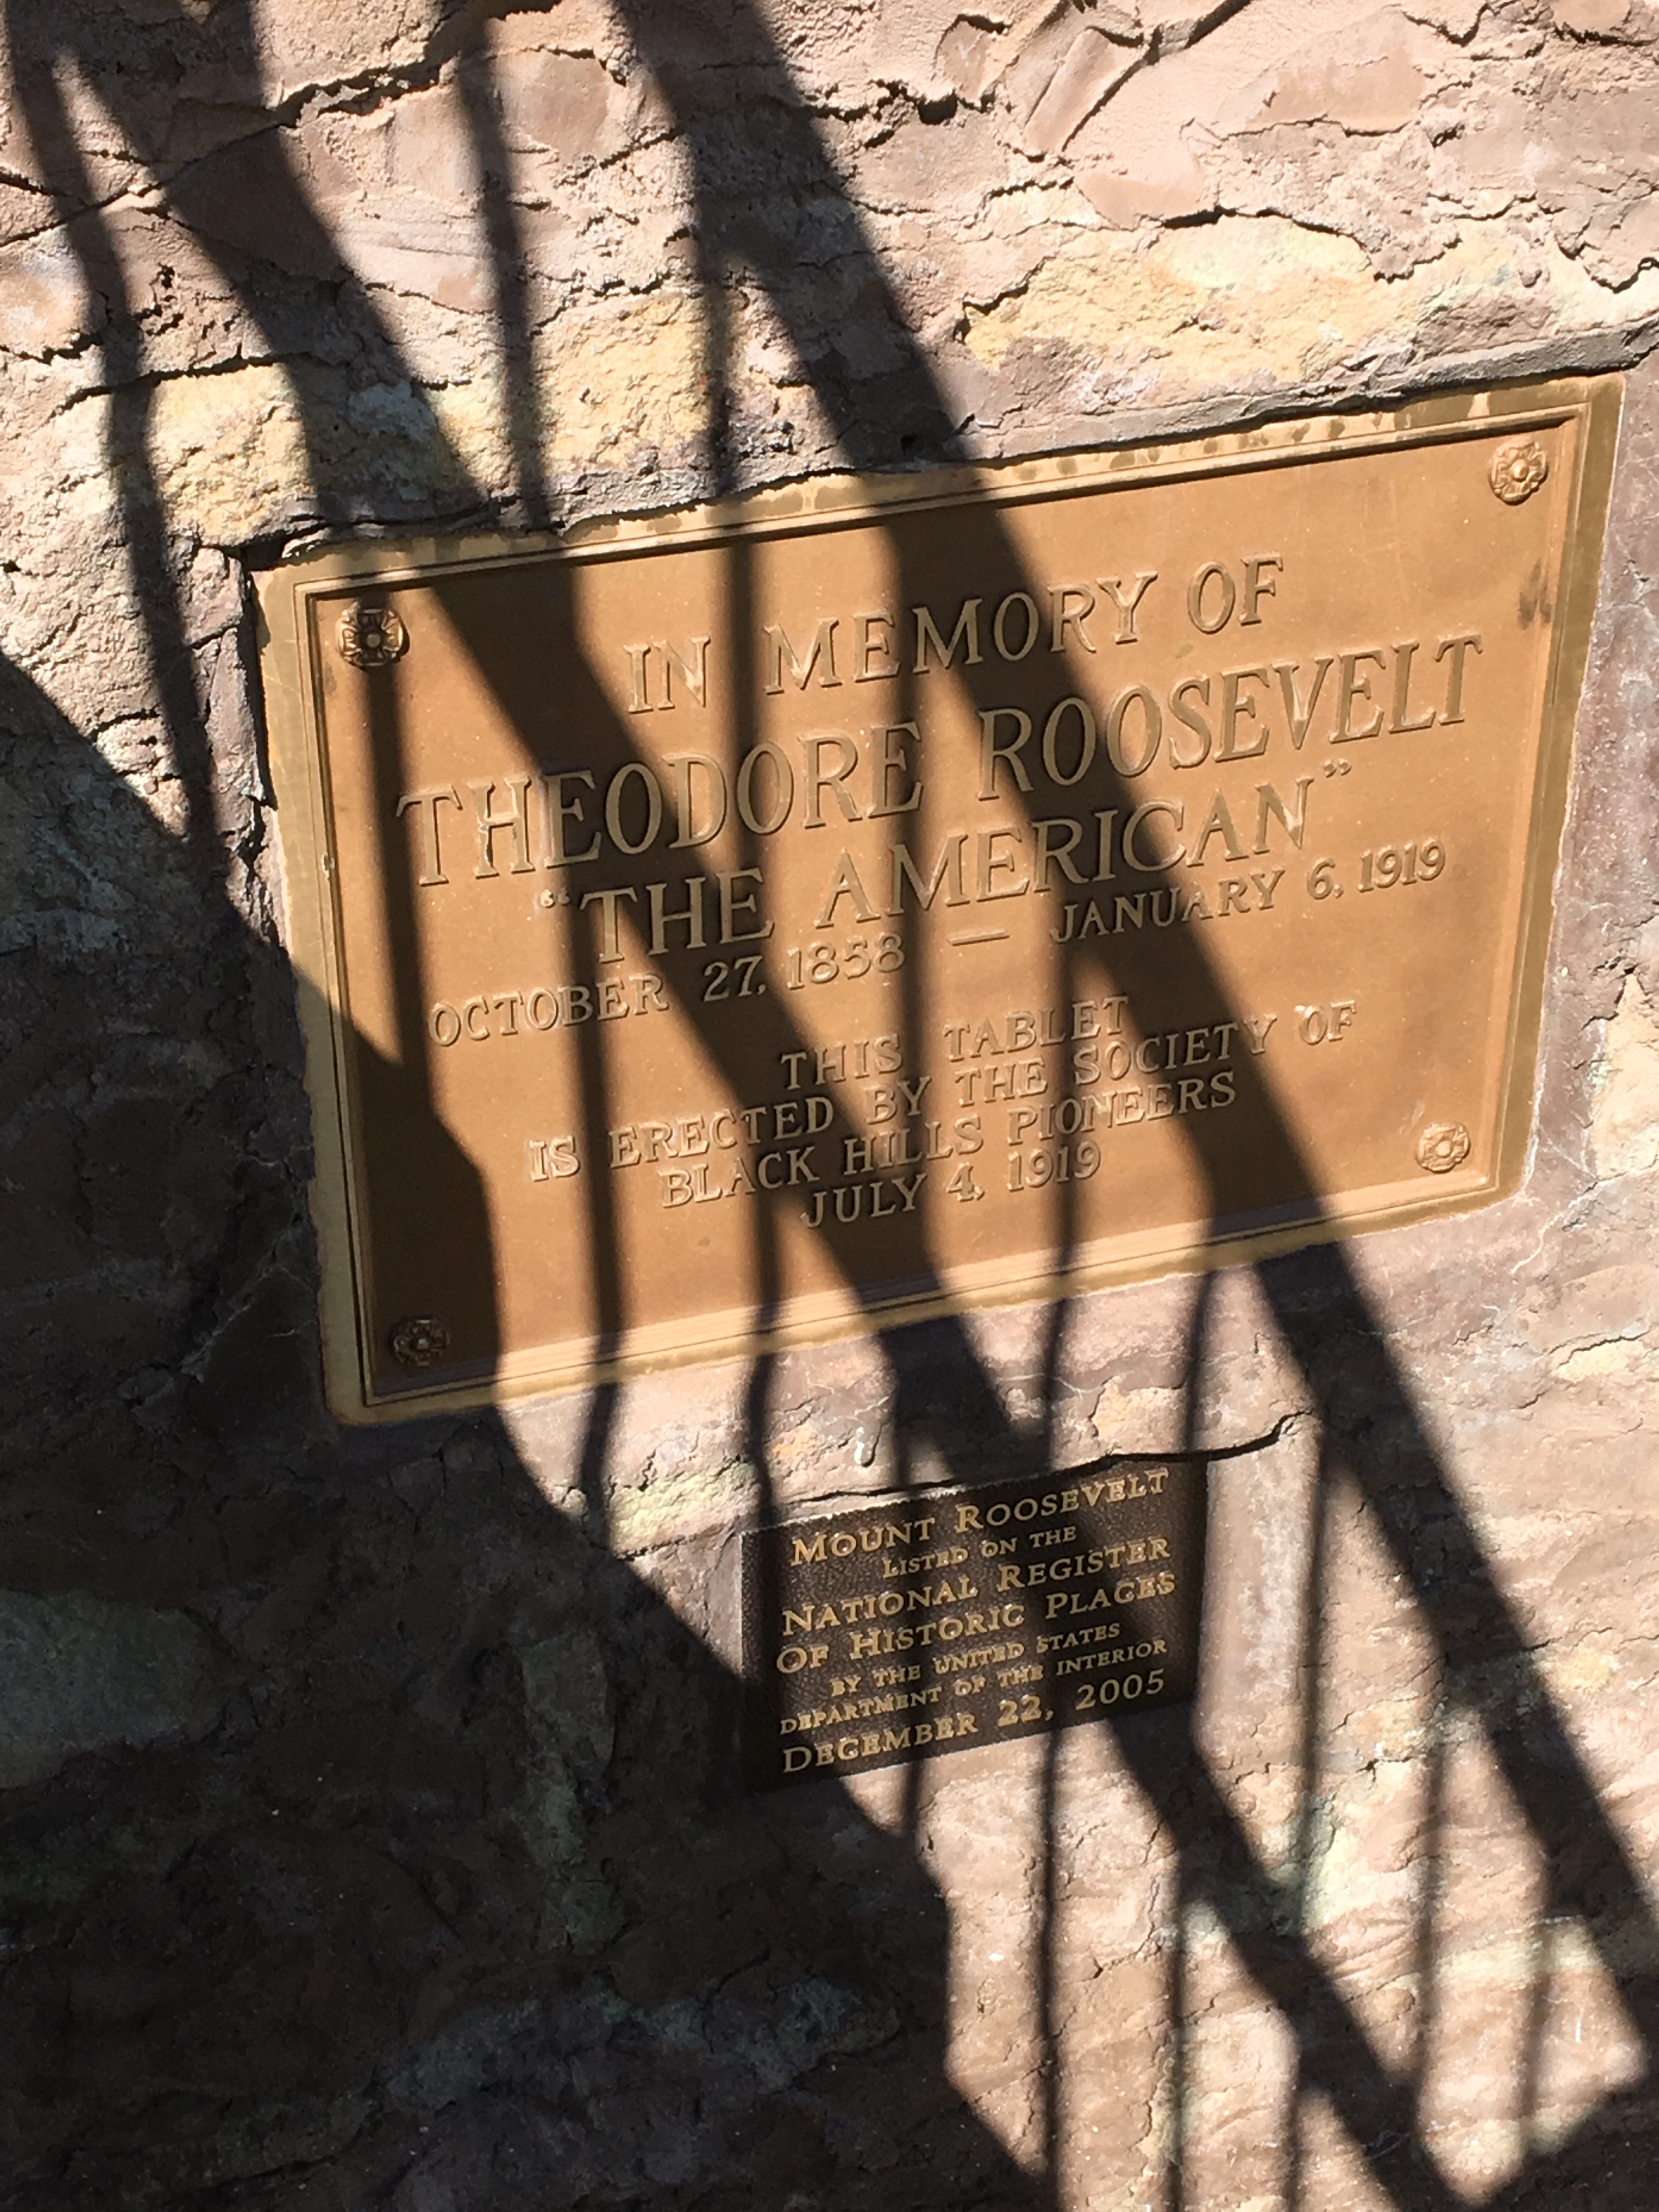 IN MEMORY OF
THEODORE ROOSEVELT
“THE AMERICAN”
OCTOBER 27, 1858 — JANUARY 6, 1919
THIS TABLET
IS ERECTED BY THE SOCIETY OF
BLACK HILLS PIONEERS
JULY 4, 1919
MOUNT ROOSEVELT
LISTED ON THE
NATIONAL REGISTER
OF HISTORIC PLACES
BY THE UNITED STATES
DEPARTMENT OF THE INTERIOR
DECEMBER 22, 2005